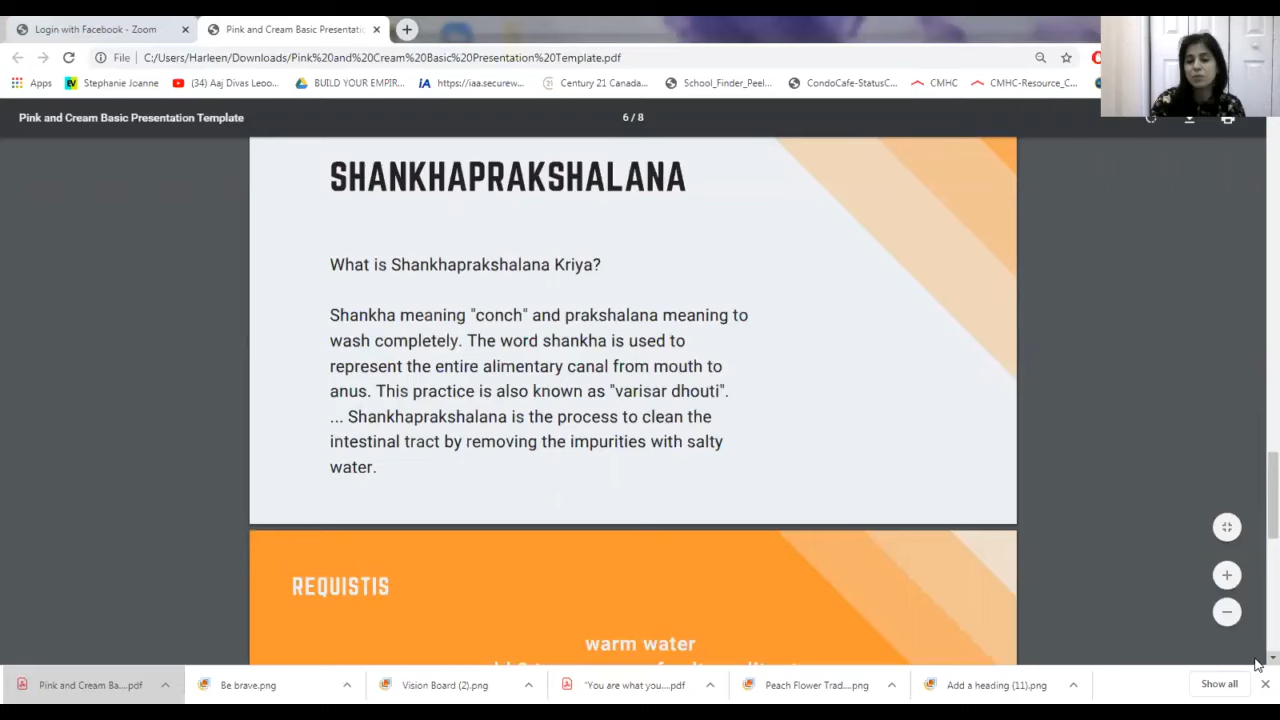 Login with Facebook - Zoom
Pink and Cream Basic Presentatic
File
C:/Users/Harleen/Downloads/Pink%20and%20Cream%20Basic%20Presentation%20Template.pdf
Apps
Stephanie Joanne
(34) Aaj Divas Leoo...
BUILD YOUR EMPIR...
iA
https://iaa.securew...
21
Century 21 Canada...
School_Finder_Peel...
CondoCafe-StatusC...
CMHC
CMHC-Resource_C...
Pink and Cream Basic Presentation Template
6 / 8
SHANKHAPRAKSHALANA
What is Shankhaprakshalana Kriya?
Shankha meaning "conch" and prakshalana meaning to
wash completely. The word shankha is used to
represent the entire alimentary canal from mouth to
anus. This practice is also known as "varisar dhouti".
... Shankhaprakshalana is the process to clean the
intestinal tract by removing the impurities with salty
water.
REQUISTIS
warm water
Pink and Cream Ba....pdf
Be brave.png
Vision Board (2).png
"You are what you....pdf
Peach Flower Trad....png
Add a heading (11).png
Show all